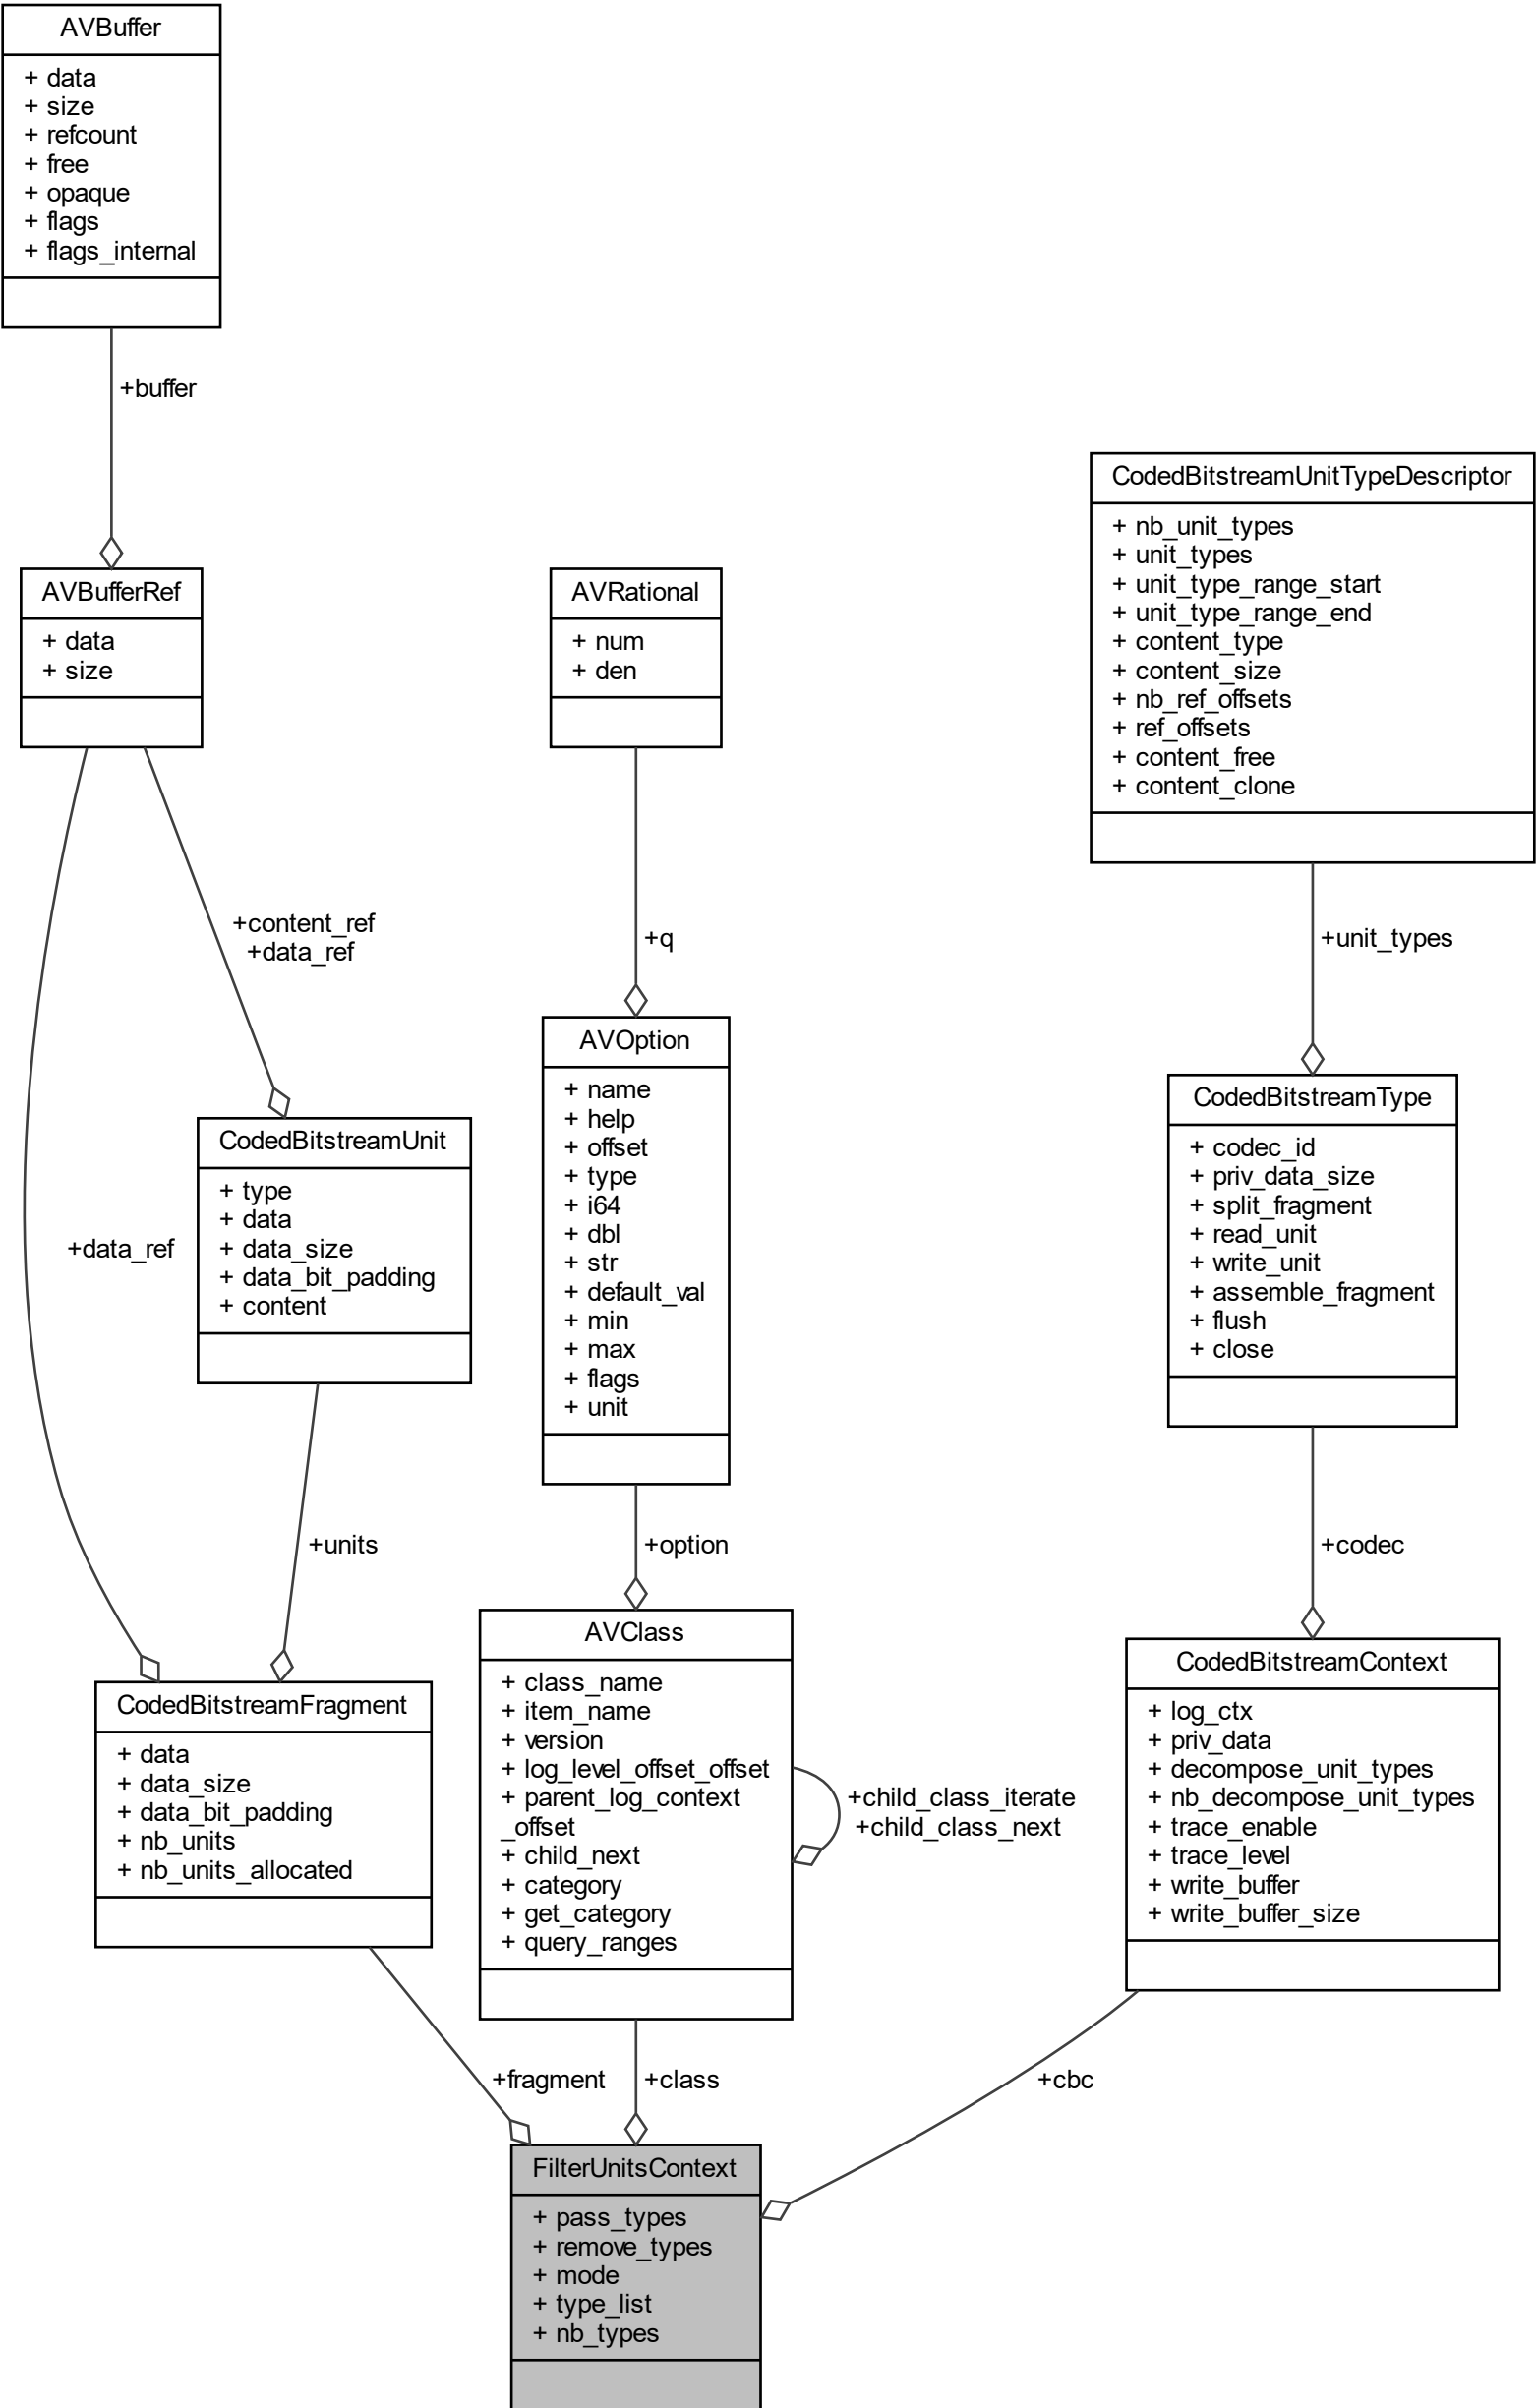 AVBuffer
+ data
+ size
+ refcount
+ free
+ opaque
+ flags
+ flags_internal
+buffer
AVBufferRef
+ data
+ size
AVRational
+ num
+ den
CodedBitstreamUnitTypeDescriptor
+ nb_unit_types
+ unit_types
+ unit_type_range_start
+ unit_type_range_end
+ content_type
+ content_size
+ nb_ref_offsets
+ ref_offsets
+ content_free
+ content_clone
+content_ref
+data_ref
+q
+unit_types
+data_ref
CodedBitstreamUnit
+ type
+ data
+ data_size
+ data_bit_padding
+ content
AVOption
+ name
+ help
+ offset
+ type
+ i64
+ dbl
+ str
+ default_val
+ min
+ max
+ flags
+ unit
CodedBitstreamType
+ codec_id
+ priv_data_size
+ split_fragment
+ read_unit
+ write_unit
+ assemble_fragment
+ flush
+ close
+units
+option
+codec
CodedBitstreamFragment
+ data
+ data_size
+ data_bit_padding
+ nb_units
+ nb_units_allocated
AVClass
+ class_name
+ item_name
+ version
+ log_level_offset_offset
+ parent_log_context
_offset
+ child_next
+ category
+ get_category
+ query_ranges
+child_class_iterate
+child_class_next
CodedBitstreamContext
+ log_ctx
+ priv_data
+ decompose_unit_types
+ nb_decompose_unit_types
+ trace_enable
+ trace_level
+ write_buffer
+ write_buffer_size
+fragment
+class
+cbc
FilterUnitsContext
+ pass_types
+ remove_types
+ mode
+ type_list
+ nb_types